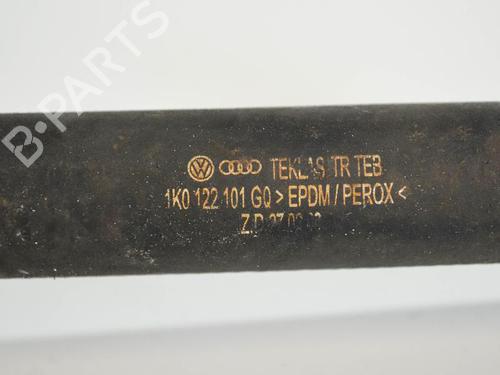 B-PARTS
TEKLAS TR TEB
1K0 122 101 GQ > EPDM / PEROX <